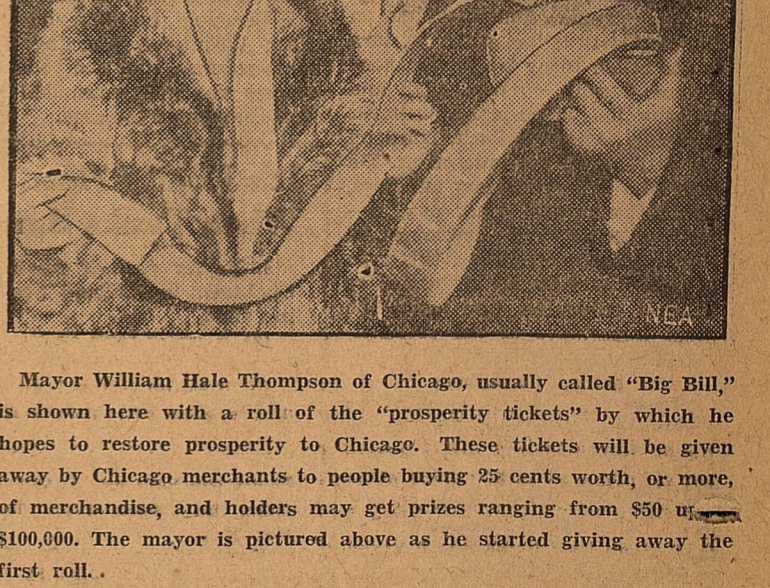 NEA
Mayor William Hale Thompson of Chicago, usually called “Big Bill,”
is shown here with a roll of the “prosperity tickets” by which he
hopes to restore prosperity to Chicago. These tickets will be given
away by Chicago merchants to people buying 25 cents worth, or more,
of merchandise, and holders may get prizes ranging from $50
$100,000. The mayor is pictured above as he started giving away the
first roll. .